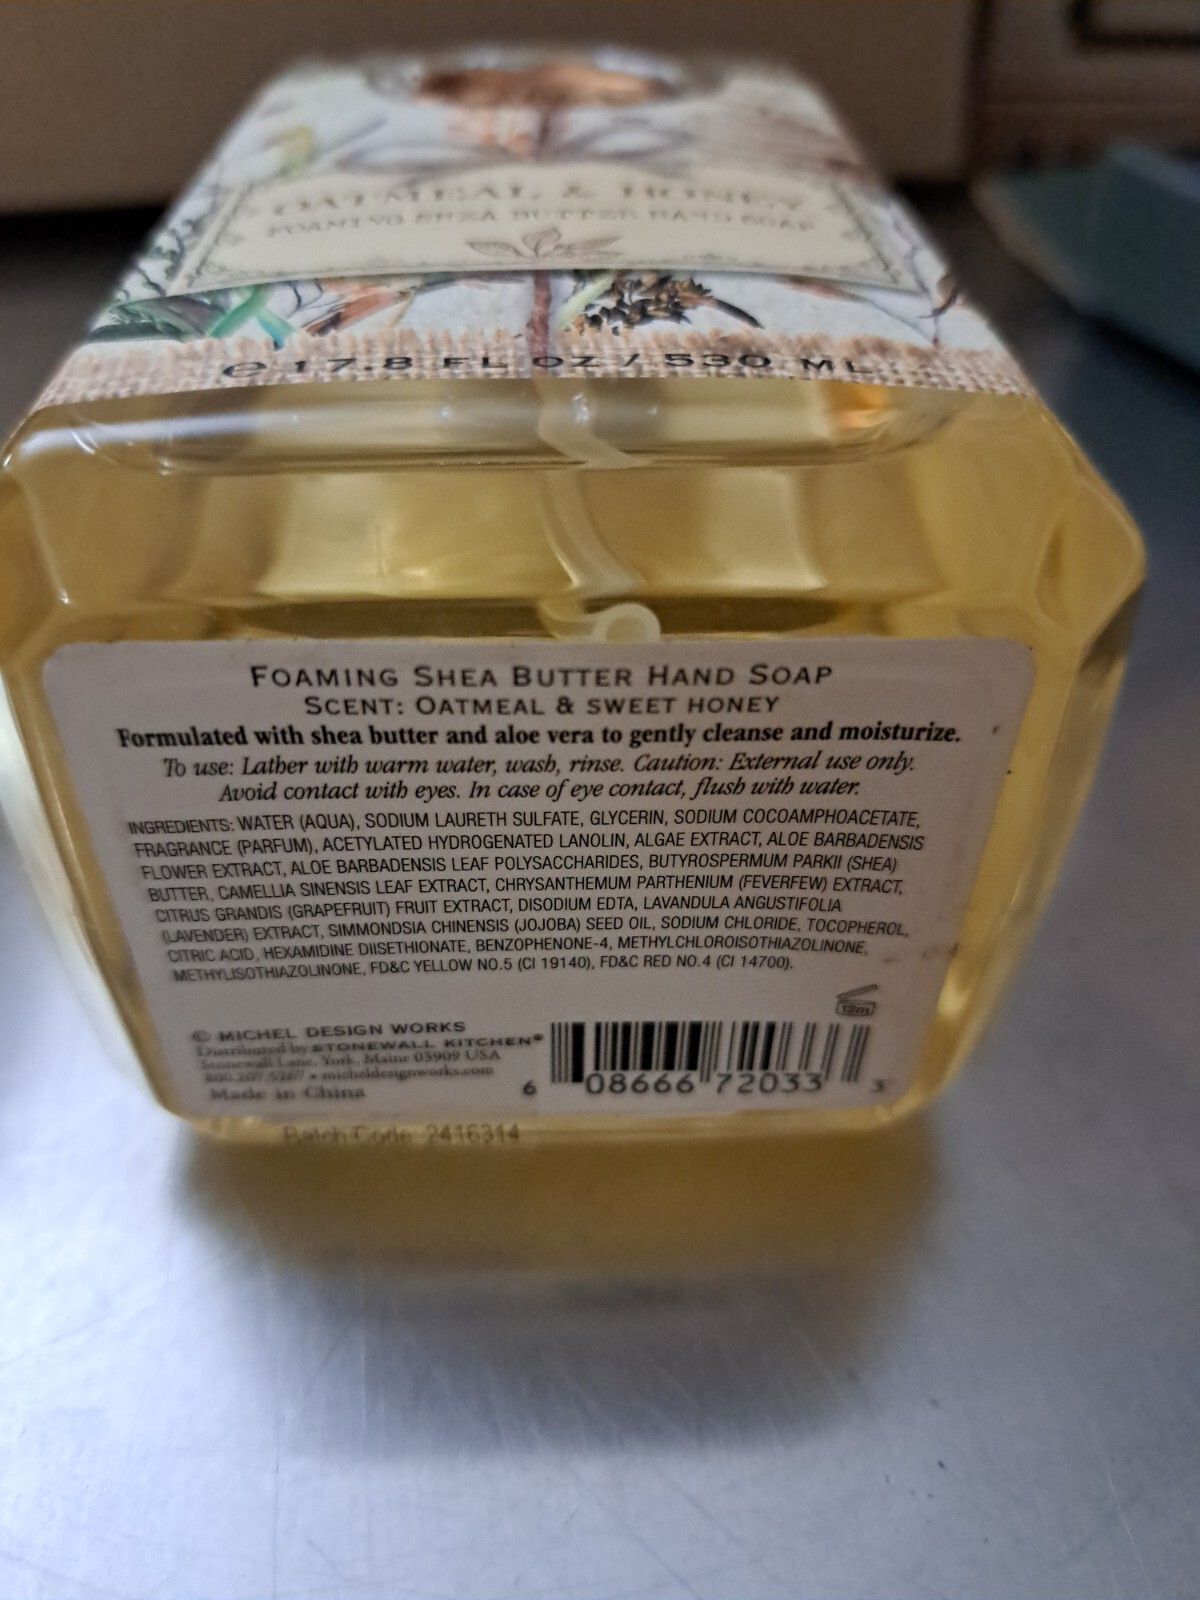 OATMEAL & HONEY
FOAMING SHEA BUTTER HAND SOAP
℮ 17.8 FL OZ / 530 ML
FOAMING SHEA BUTTER HAND SOAP
SCENT: OATMEAL & SWEET HONEY
Formulated with shea butter and aloe vera to gently cleanse and moisturize.
To use: Lather with warm water, wash, rinse. Caution: External use only.
Avoid contact with eyes. In case of eye contact, flush with water.
INGREDIENTS: WATER (AQUA), SODIUM LAURETH SULFATE, GLYCERIN, SODIUM COCOAMPHOACETATE,
FRAGRANCE (PARFUM), ACETYLATED HYDROGENATED LANOLIN, ALGAE EXTRACT, ALOE BARBADENSIS
FLOWER EXTRACT, ALOE BARBADENSIS LEAF POLYSACCHARIDES, BUTYROSPERMUM PARKII (SHEA)
BUTTER, CAMELLIA SINENSIS LEAF EXTRACT, CHRYSANTHEMUM PARTHENIUM (FEVERFEW) EXTRACT,
CITRUS GRANDIS (GRAPEFRUIT) FRUIT EXTRACT, DISODIUM EDTA, LAVANDULA ANGUSTIFOLIA
(LAVENDER) EXTRACT, SIMMONDSIA CHINENSIS (JOJOBA) SEED OIL, SODIUM CHLORIDE, TOCOPHEROL,
CITRIC ACID, HEXAMIDINE DIISETHIONATE, BENZOPHENONE-4, METHYLCHLOROISOTHIAZOLINONE,
METHYLISOTHIAZOLINONE, FD&C YELLOW NO.5 (CI 19140), FD&C RED NO.4 (CI 14700).
12m
© MICHEL DESIGN WORKS
Distributed by STONEWALL KITCHEN®
Stonewall Lane, York, Maine 03909 USA
800.207.5267 • micheldesignworks.com
Made in China
6 08666 72033 3
Batch Code: 2416314